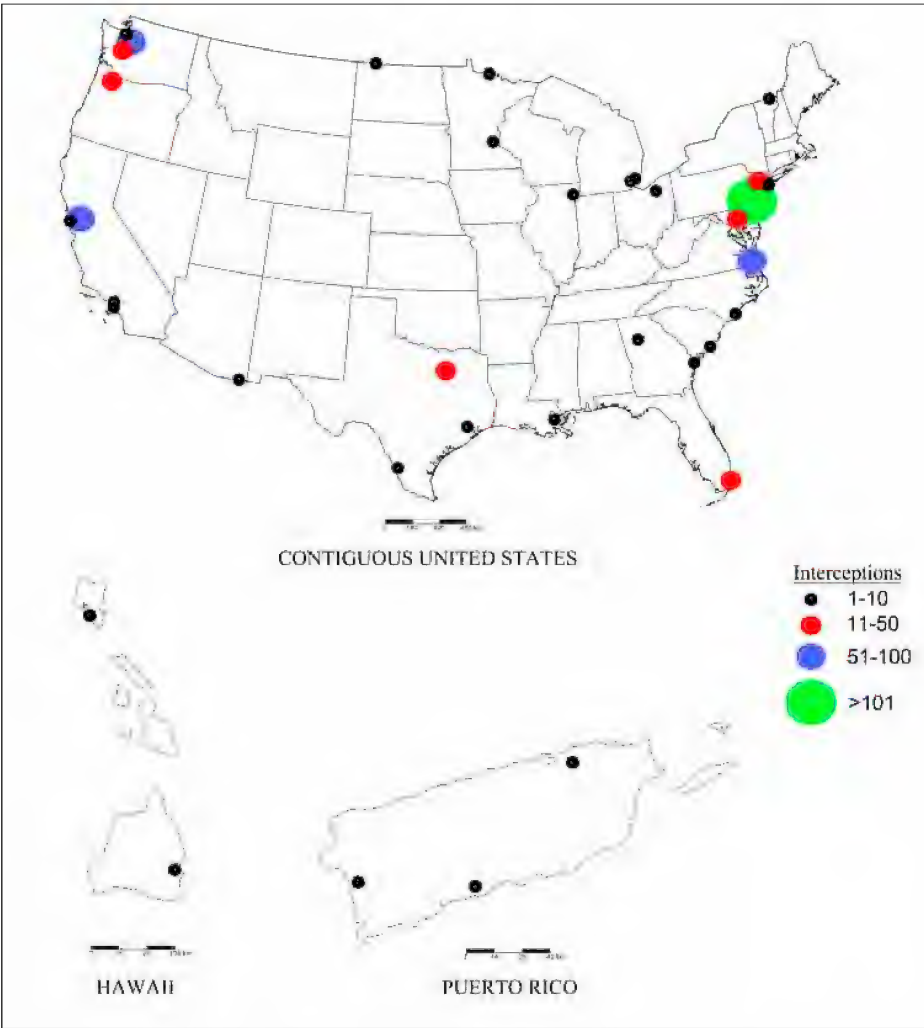 CONTIGUOUS UNITED STATES
Interceptions
1-10
11-50
51-100
>101
HAWAII
PUERTO RICO